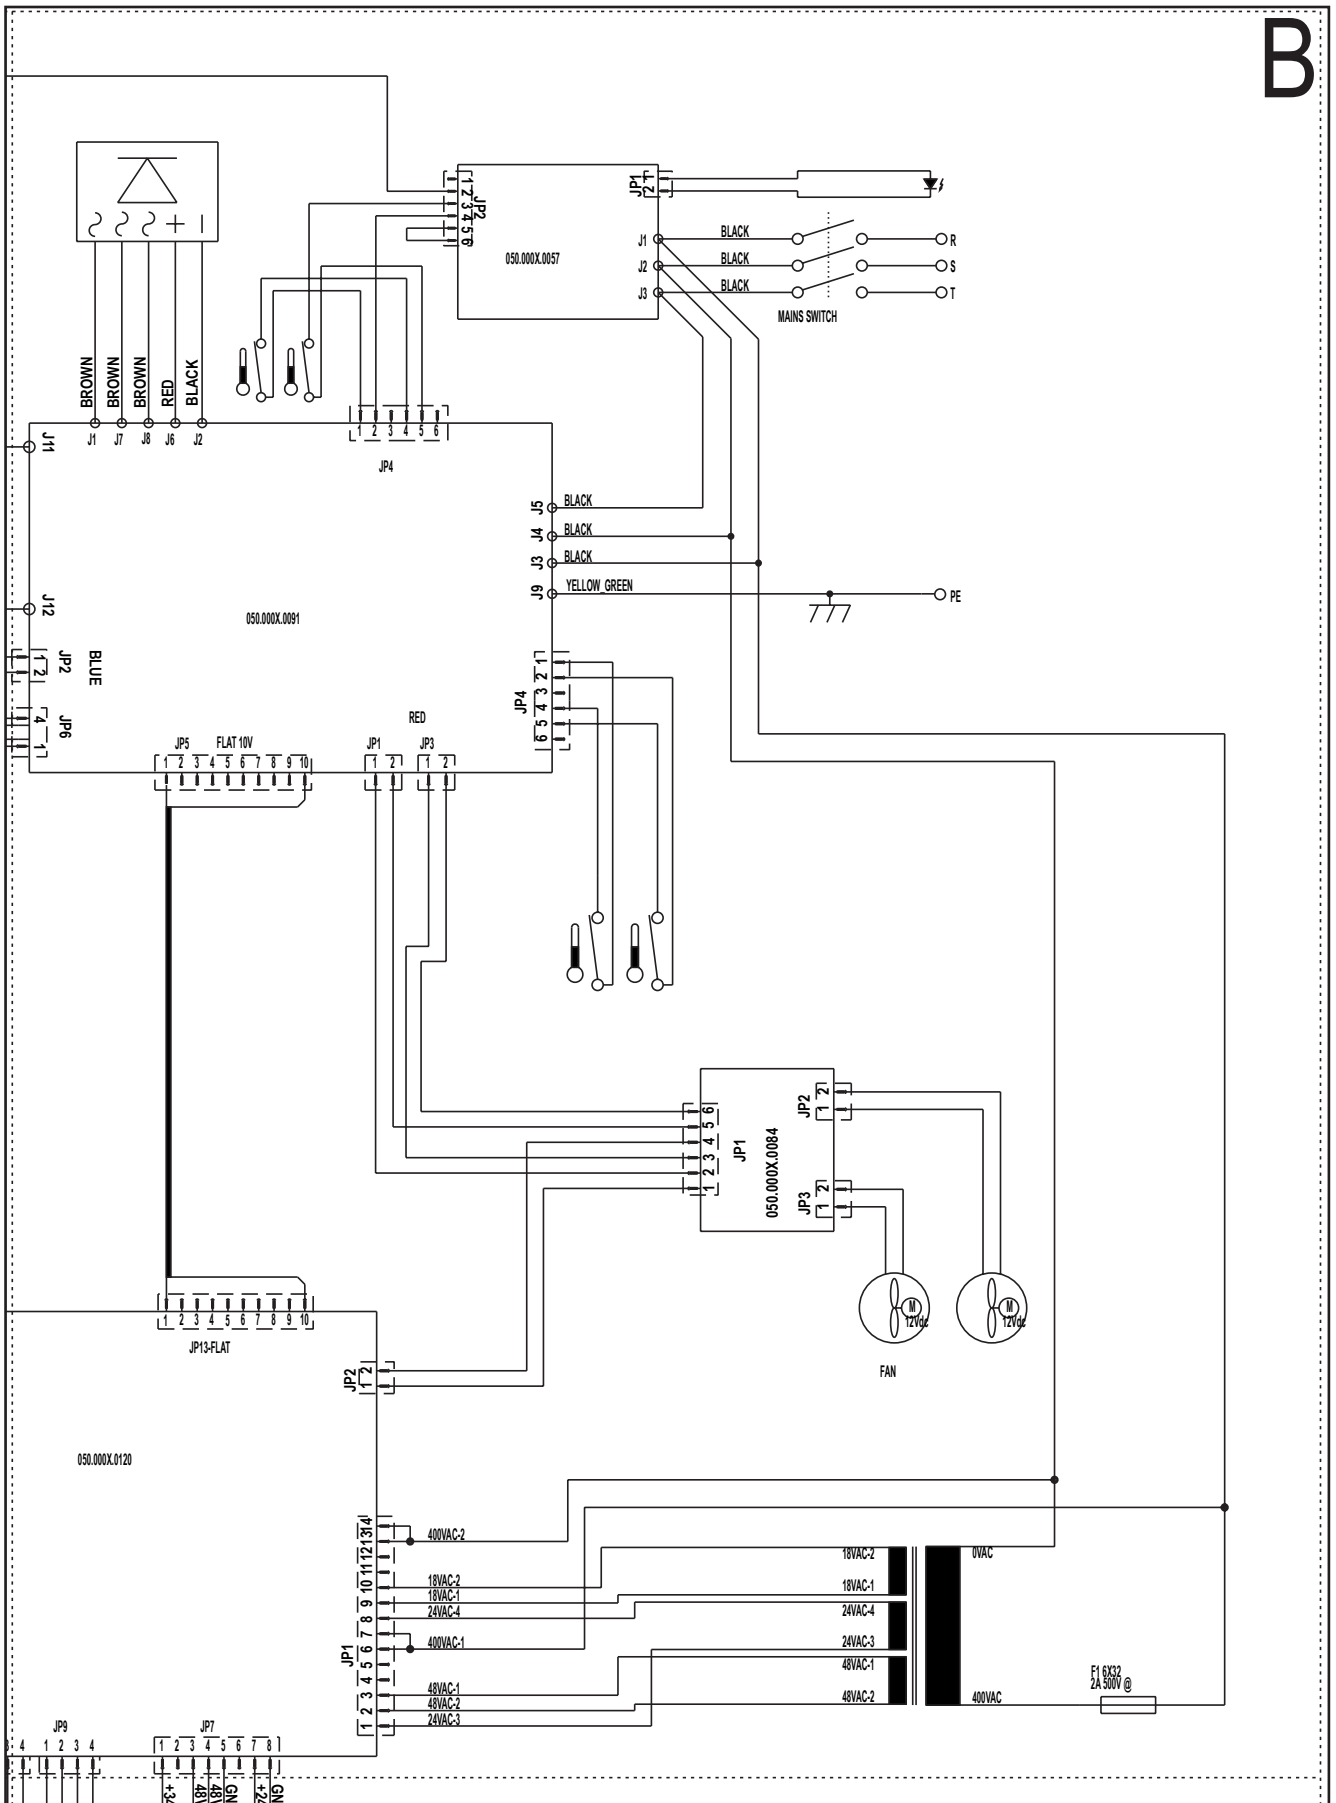 B
1
2
3
4
5
6
JP2
JP1
1
2
050.000X.0057
J1
J2
J3
BLACK
BLACK
BLACK
R
S
T
MAINS SWITCH
BROWN
BROWN
BROWN
RED
BLACK
J1
J7
J8
J6
J2
1 2 3 4 5 6
JP4
J11
J12
050.000X.0091
J5
J4
J3
J9
BLACK
BLACK
BLACK
YELLOW_GREEN
PE
1
2
JP2
BLUE
4
1
JP6
JP4
1
2
3
4
5
6
RED
JP5
FLAT 10V
JP1
JP3
1 2 3 4 5 6 7 8 9 10
1 2
1 2
6
5
4
3
2
1
JP1
050.000X.0084
JP2
2
1
JP3
2
1
M
12Vdc
M
12Vdc
FAN
1 2 3 4 5 6 7 8 9 10
JP13-FLAT
JP2
2
1
050.000X.0120
14
13
12
11
10
9
8
7
6
5
4
3
2
1
JP1
400VAC-2
18VAC-2
18VAC-1
24VAC-4
400VAC-1
48VAC-1
48VAC-2
24VAC-3
18VAC-2
18VAC-1
24VAC-4
24VAC-3
48VAC-1
48VAC-2
0VAC
400VAC
F1 6X32
2A 500V @
JP9
JP7
4
1 2 3 4
1 2 3 4 5 6 7 8